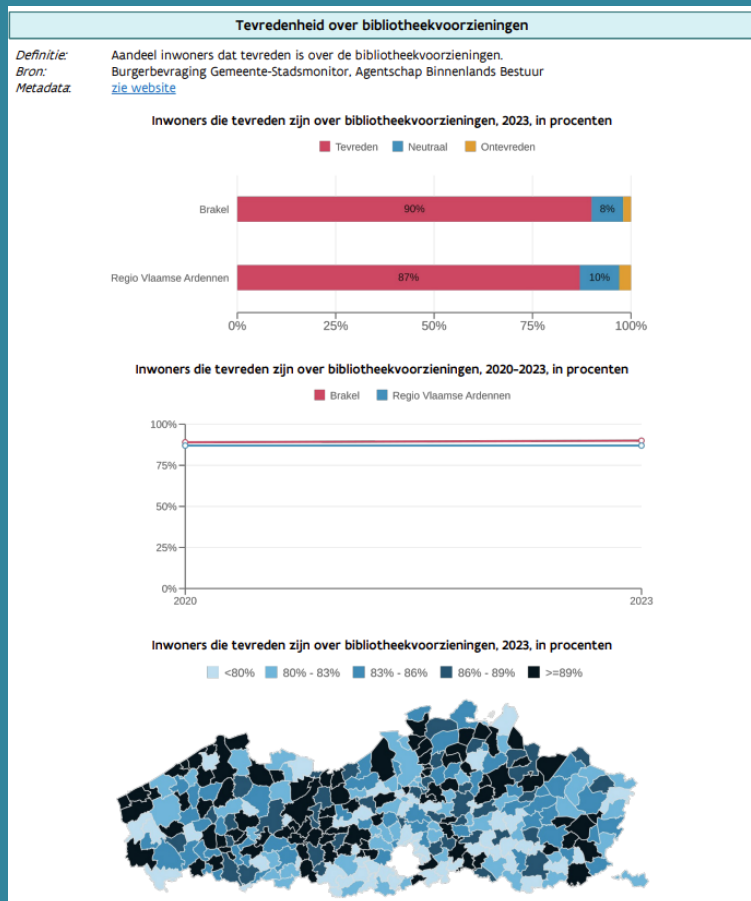 Tevredenheid over bibliotheekvoorzieningen
Definitie: Aandeel inwoners dat tevreden is over de bibliotheekvoorzieningen.
Bron: Burgerbevraging Gemeente-Stadsmonitor, Agentschap Binnenlands Bestuur
Metadata: zie website
Inwoners die tevreden zijn over bibliotheekvoorzieningen, 2023, in procenten
Tevreden Neutraal Ontevreden
Brakel 90% 8%
Regio Vlaamse Ardennen 87% 10%
0% 25% 50% 75% 100%
Inwoners die tevreden zijn over bibliotheekvoorzieningen, 2020-2023, in procenten
Brakel Regio Vlaamse Ardennen
100%
75%
50%
25%
0%
2020 2023
Inwoners die tevreden zijn over bibliotheekvoorzieningen, 2023, in procenten
<80% 80% - 83% 83% - 86% 86% - 89% >=89%